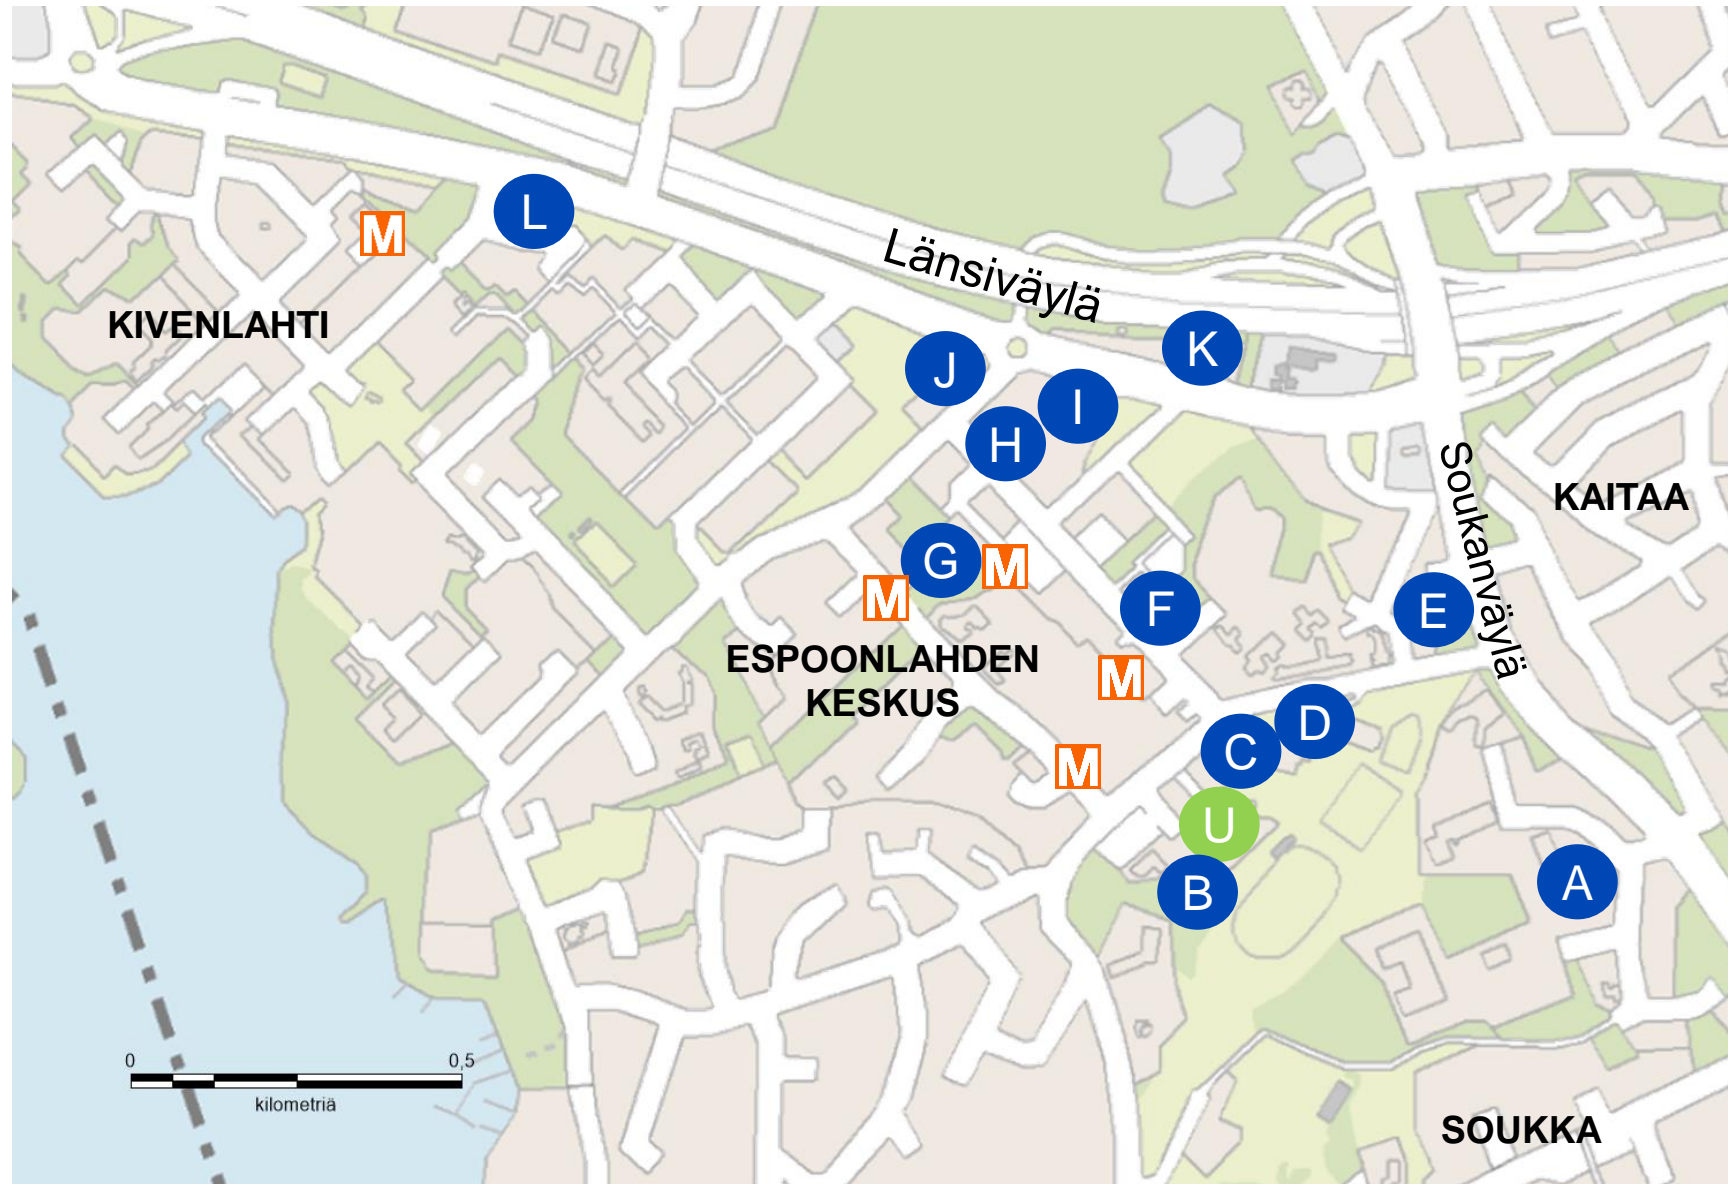 L
M
Länsiväylä
KIVENLAHTI
K
J
I
H
Soukanväylä
KAITAA
G
M
M
F
E
ESPOONLAHDEN
KESKUS
M
D
C
M
U
A
B
0 0,5
kilometriä
SOUKKA